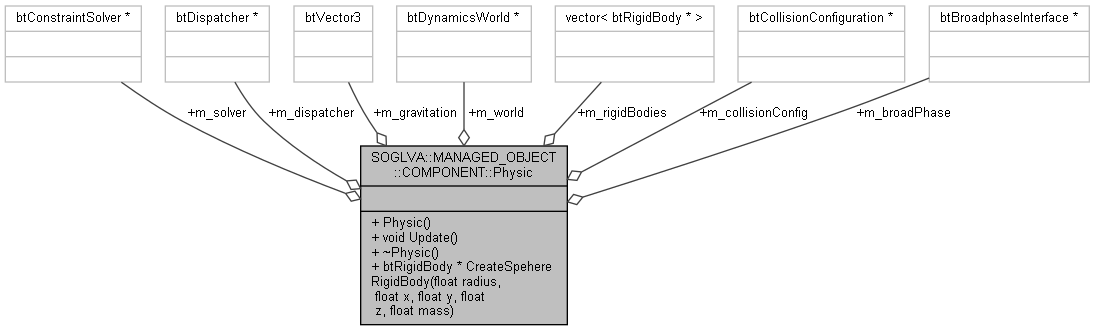 btConstraintSolver *
btDispatcher *
btVector3
btDynamicsWorld *
vector< btRigidBody * >
btCollisionConfiguration *
btBroadphaseInterface *
+m_solver
+m_dispatcher
+m_gravitation
+m_world
+m_rigidBodies
+m_collisionConfig
+m_broadPhase
SOGLVA::MANAGED_OBJECT
::COMPONENT::Physic
+ Physic()
+ void Update()
+ ~Physic()
+ btRigidBody * CreateSpehere
RigidBody(float radius,
float x, float y, float
z, float mass)